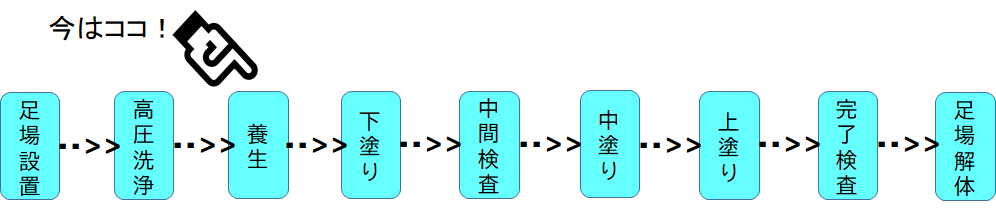 今はココ！
足場設置
高圧洗浄
養生
下塗り
中間検査
中塗り
上塗り
完了検査
足場解体